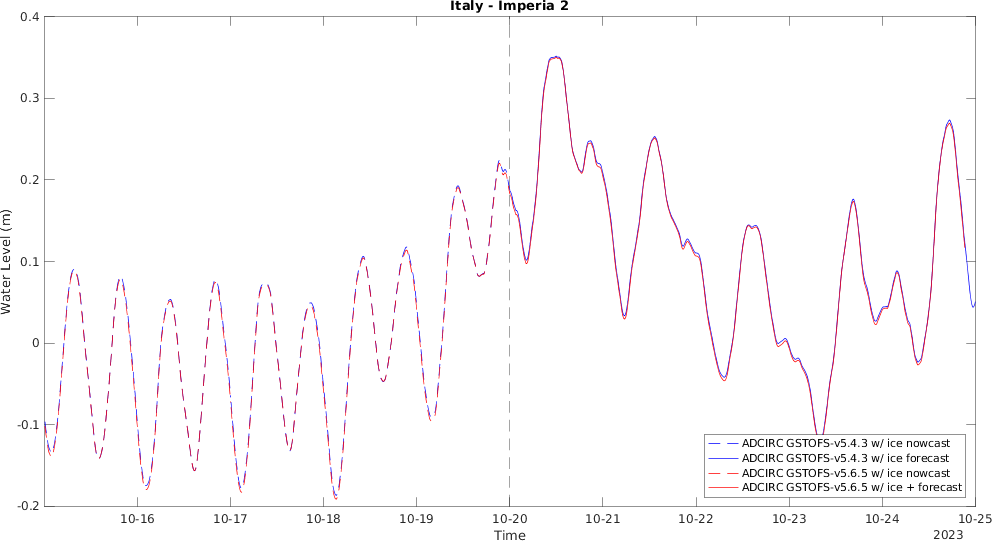 Italy - Imperia 2
Water Level (m)
0.4
0.3
0.2
0.1
0
-0.1
-0.2
ADCIRC GSTOFS-v5.4.3 w/ ice nowcast
ADCIRC GSTOFS-v5.4.3 w/ ice forecast
ADCIRC GSTOFS-v5.6.5 w/ ice nowcast
ADCIRC GSTOFS-v5.6.5 w/ ice + forecast
10-16 10-17 10-18 10-19 10-20 10-21 10-22 10-23 10-24 10-25
Time
2023